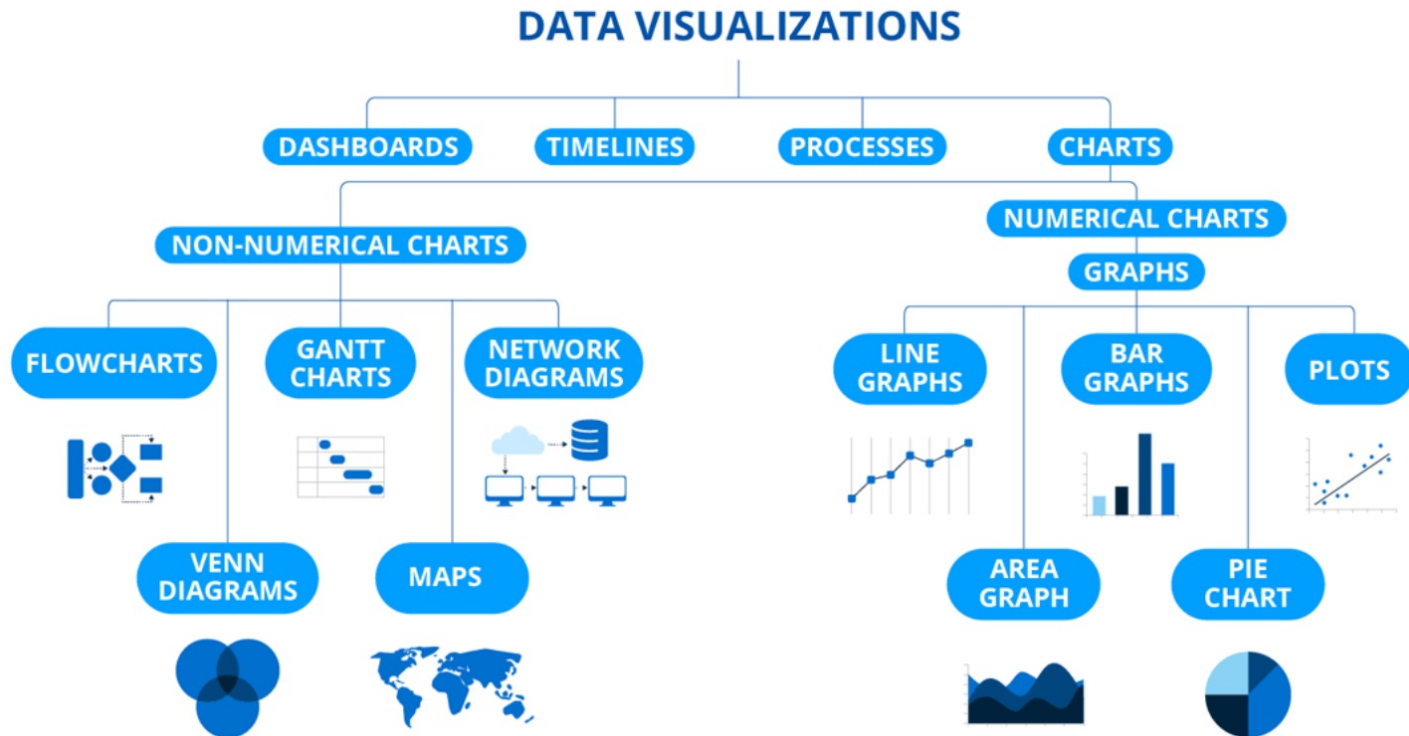 DATA VISUALIZATIONS
DASHBOARDS
TIMELINES
PROCESSES
CHARTS
NON-NUMERICAL CHARTS
NUMERICAL CHARTS
GRAPHS
FLOWCHARTS
GANTT
CHARTS
NETWORK
DIAGRAMS
VENN
DIAGRAMS
MAPS
LINE
GRAPHS
BAR
GRAPHS
PLOTS
AREA
GRAPH
PIE
CHART